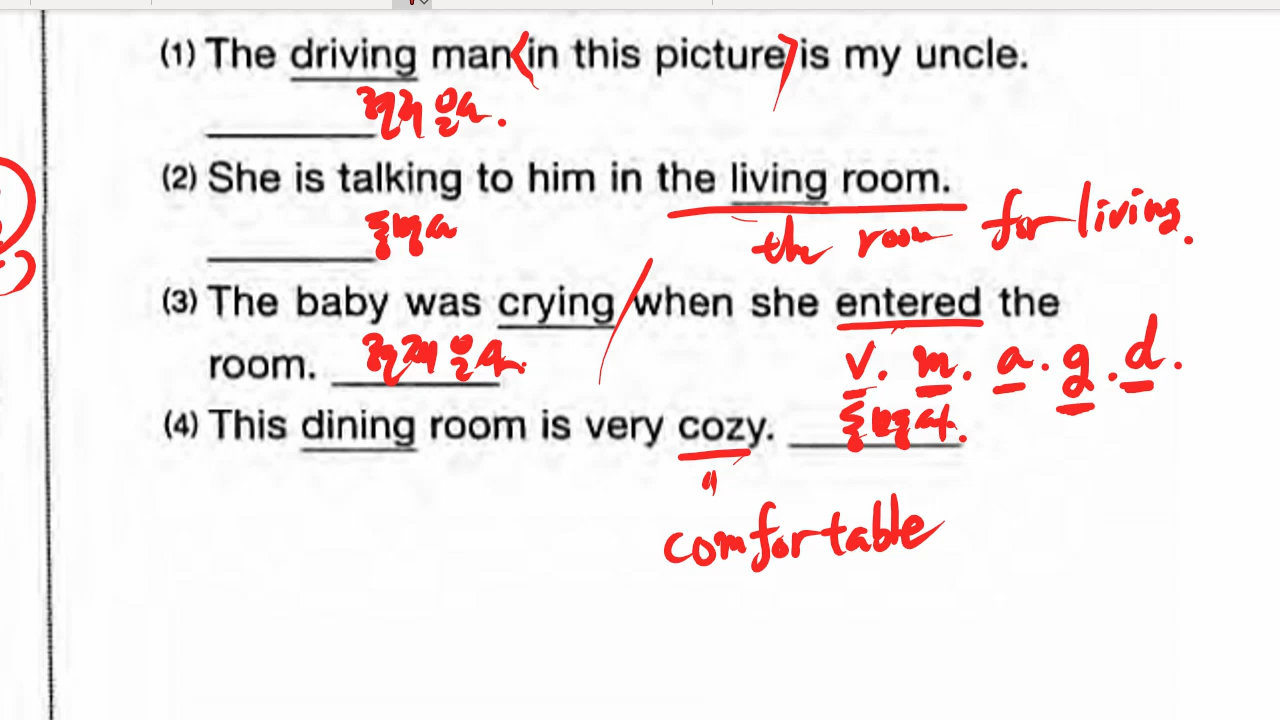 (1) The driving man in this picture is my uncle.
현재 분사.
(2) She is talking to him in the living room.
동명사 the room for living.
(3) The baby was crying when she entered the
room. 현재 분사. v. m. a. g. d.
(4) This dining room is very cozy. 동명사.
"
comfortable